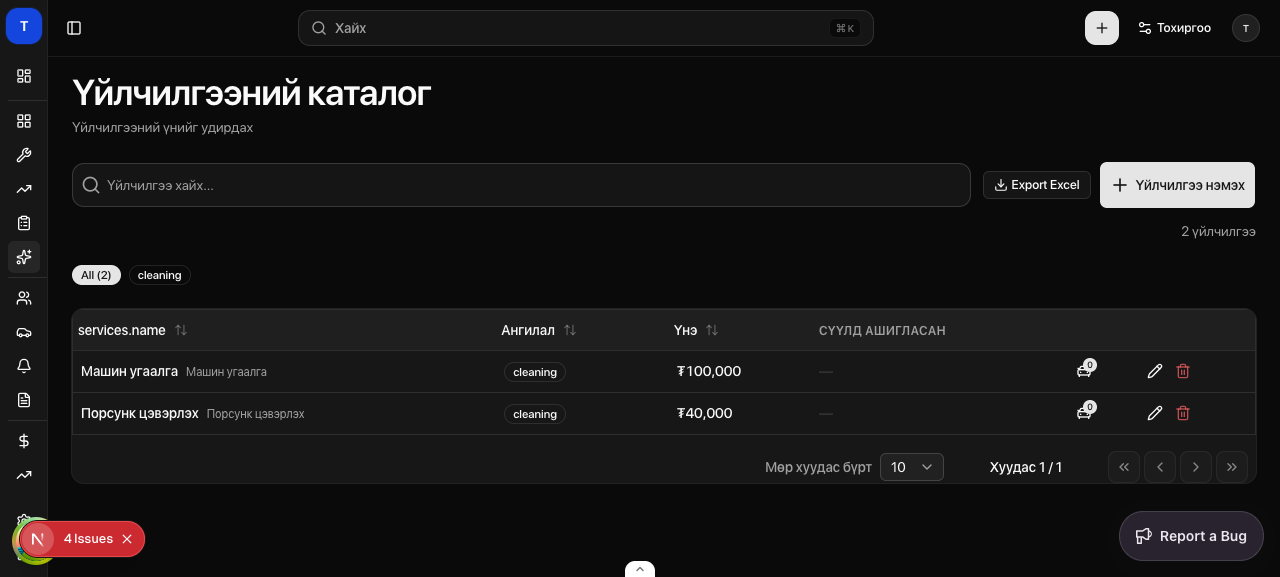 T
Хайх
⌘ K
Тохиргоо
T
Үйлчилгээний каталог
Үйлчилгээний үнийг удирдах
Үйлчилгээ хайх...
Export Excel
Үйлчилгээ нэмэх
2 үйлчилгээ
All (2)
cleaning
services.name
Ангилал
Үнэ
СҮҮЛД АШИГЛАСАН
Машин угаалга Машин угаалга
cleaning
₮100,000
—
0
Порсунк цэвэрлэх Порсунк цэвэрлэх
cleaning
₮40,000
—
0
Мөр хуудас бүрт
10
Хуудас 1 / 1
N
4 Issues
Report a Bug